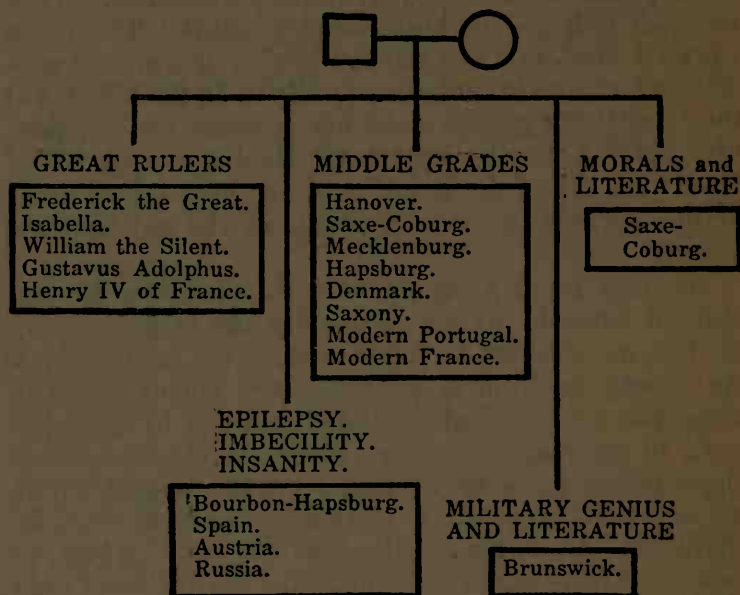 GREAT RULERS
Frederick the Great.
Isabella.
William the Silent.
Gustavus Adolphus.
Henry IV of France.
MIDDLE GRADES
Hanover.
Saxe-Coburg.
Mecklenburg.
Hapsburg.
Denmark.
Saxony.
Modern Portugal.
Modern France.
MORALS and
LITERATURE
Saxe-
Coburg.
EPILEPSY.
IMBECILITY.
INSANITY.
Bourbon-Hapsburg.
Spain.
Austria.
Russia.
MILITARY GENIUS
AND LITERATURE
Brunswick.